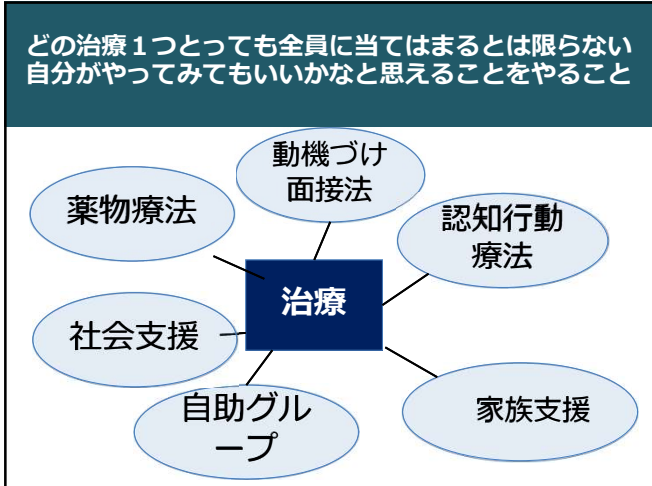 どの治療１つとっても全員に当てはまるとは限らない
自分がやってみてもいいかなと思えることをやること
動機づけ
面接法
薬物療法
認知行動
療法
治療
社会支援
自助グル
ープ
家族支援